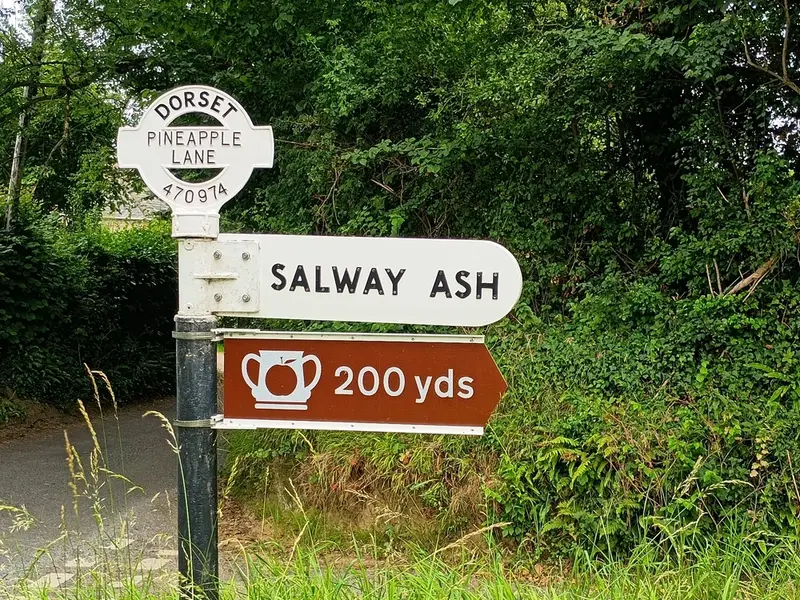 DORSET
PINEAPPLE
LANE
470974
SALWAY ASH
200 yds